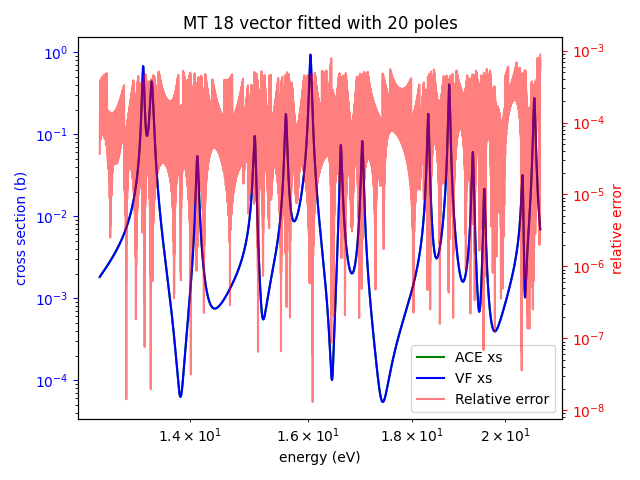 MT 18 vector fitted with 20 poles
cross section (b)
10⁰
10⁻¹
10⁻²
10⁻³
10⁻⁴
10⁻³
10⁻⁴
10⁻⁵
10⁻⁶
10⁻⁷
10⁻⁸
relative error
ACE xs
VF xs
Relative error
1.4 × 10¹ 1.6 × 10¹ 1.8 × 10¹ 2 × 10¹
energy (eV)